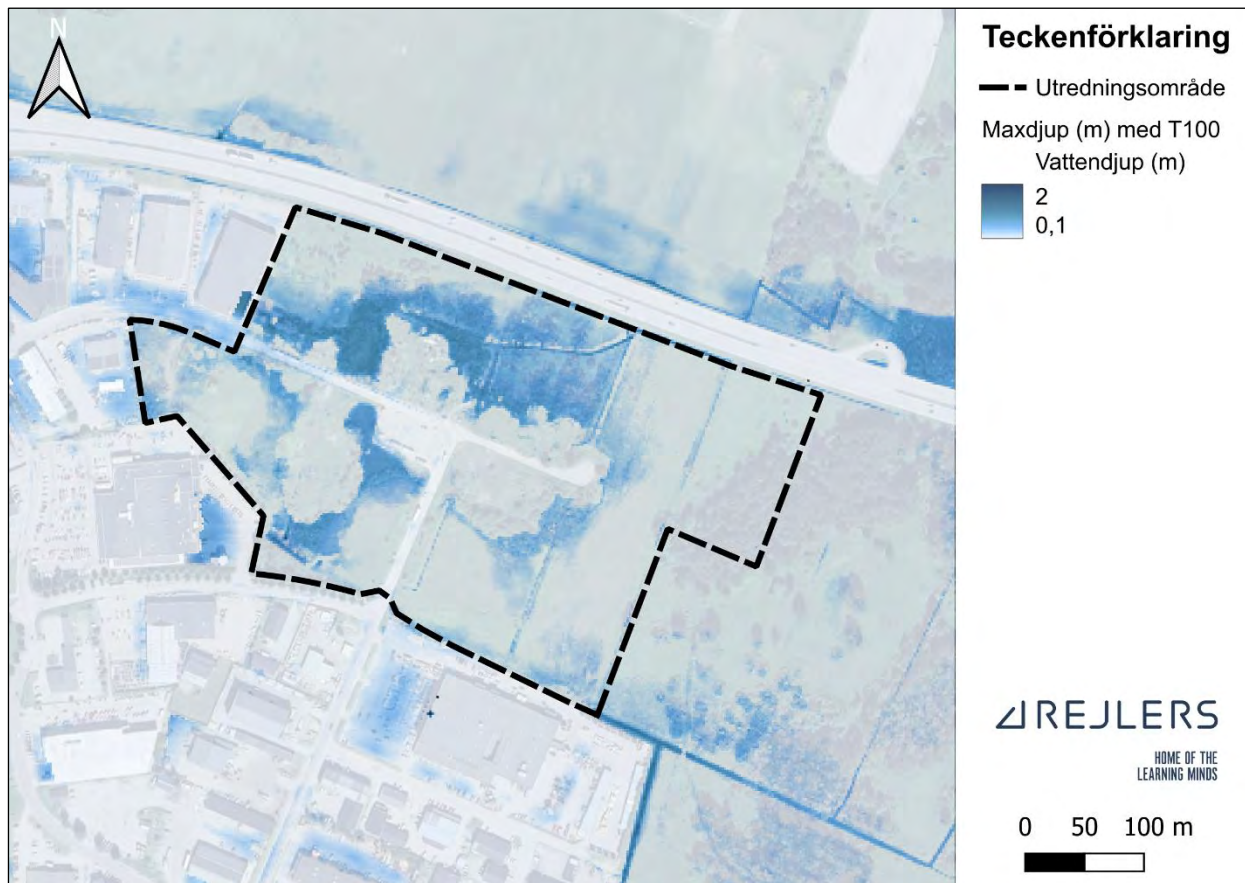 N
Teckenförklaring
Utredningsområde
Maxdjup (m) med T100
Vattendjup (m)
2
0,1
REJLERS
HOME OF THE
LEARNING MINDS
0 50 100 m